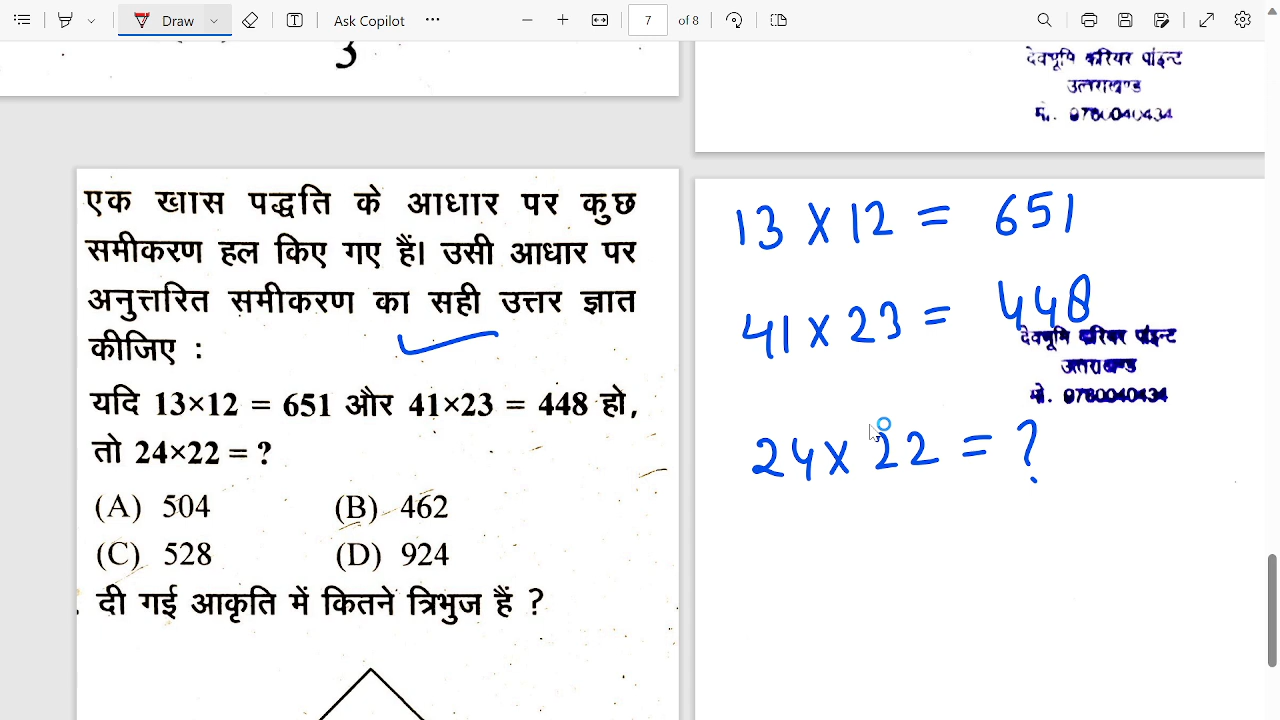 Draw
Ask Copilot
7 of 8
3
देवभूमि करियर पांइन्ट
उत्तराखण्ड
मो. 9780040434
एक खास पद्धति के आधार पर कुछ
समीकरण हल किए गए हैं। उसी आधार पर
अनुत्तरित समीकरण का सही उत्तर ज्ञात
कीजिए :
यदि 13×12 = 651 और 41×23 = 448 हो,
तो 24×22 = ?
(A) 504 (B) 462
(C) 528 (D) 924
. दी गई आकृति में कितने त्रिभुज हैं ?
13 × 12 = 651
41 × 23 = 448
देवभूमि करियर पांइन्ट
उत्तराखण्ड
मो. 9780040434
24 × 22 = ?